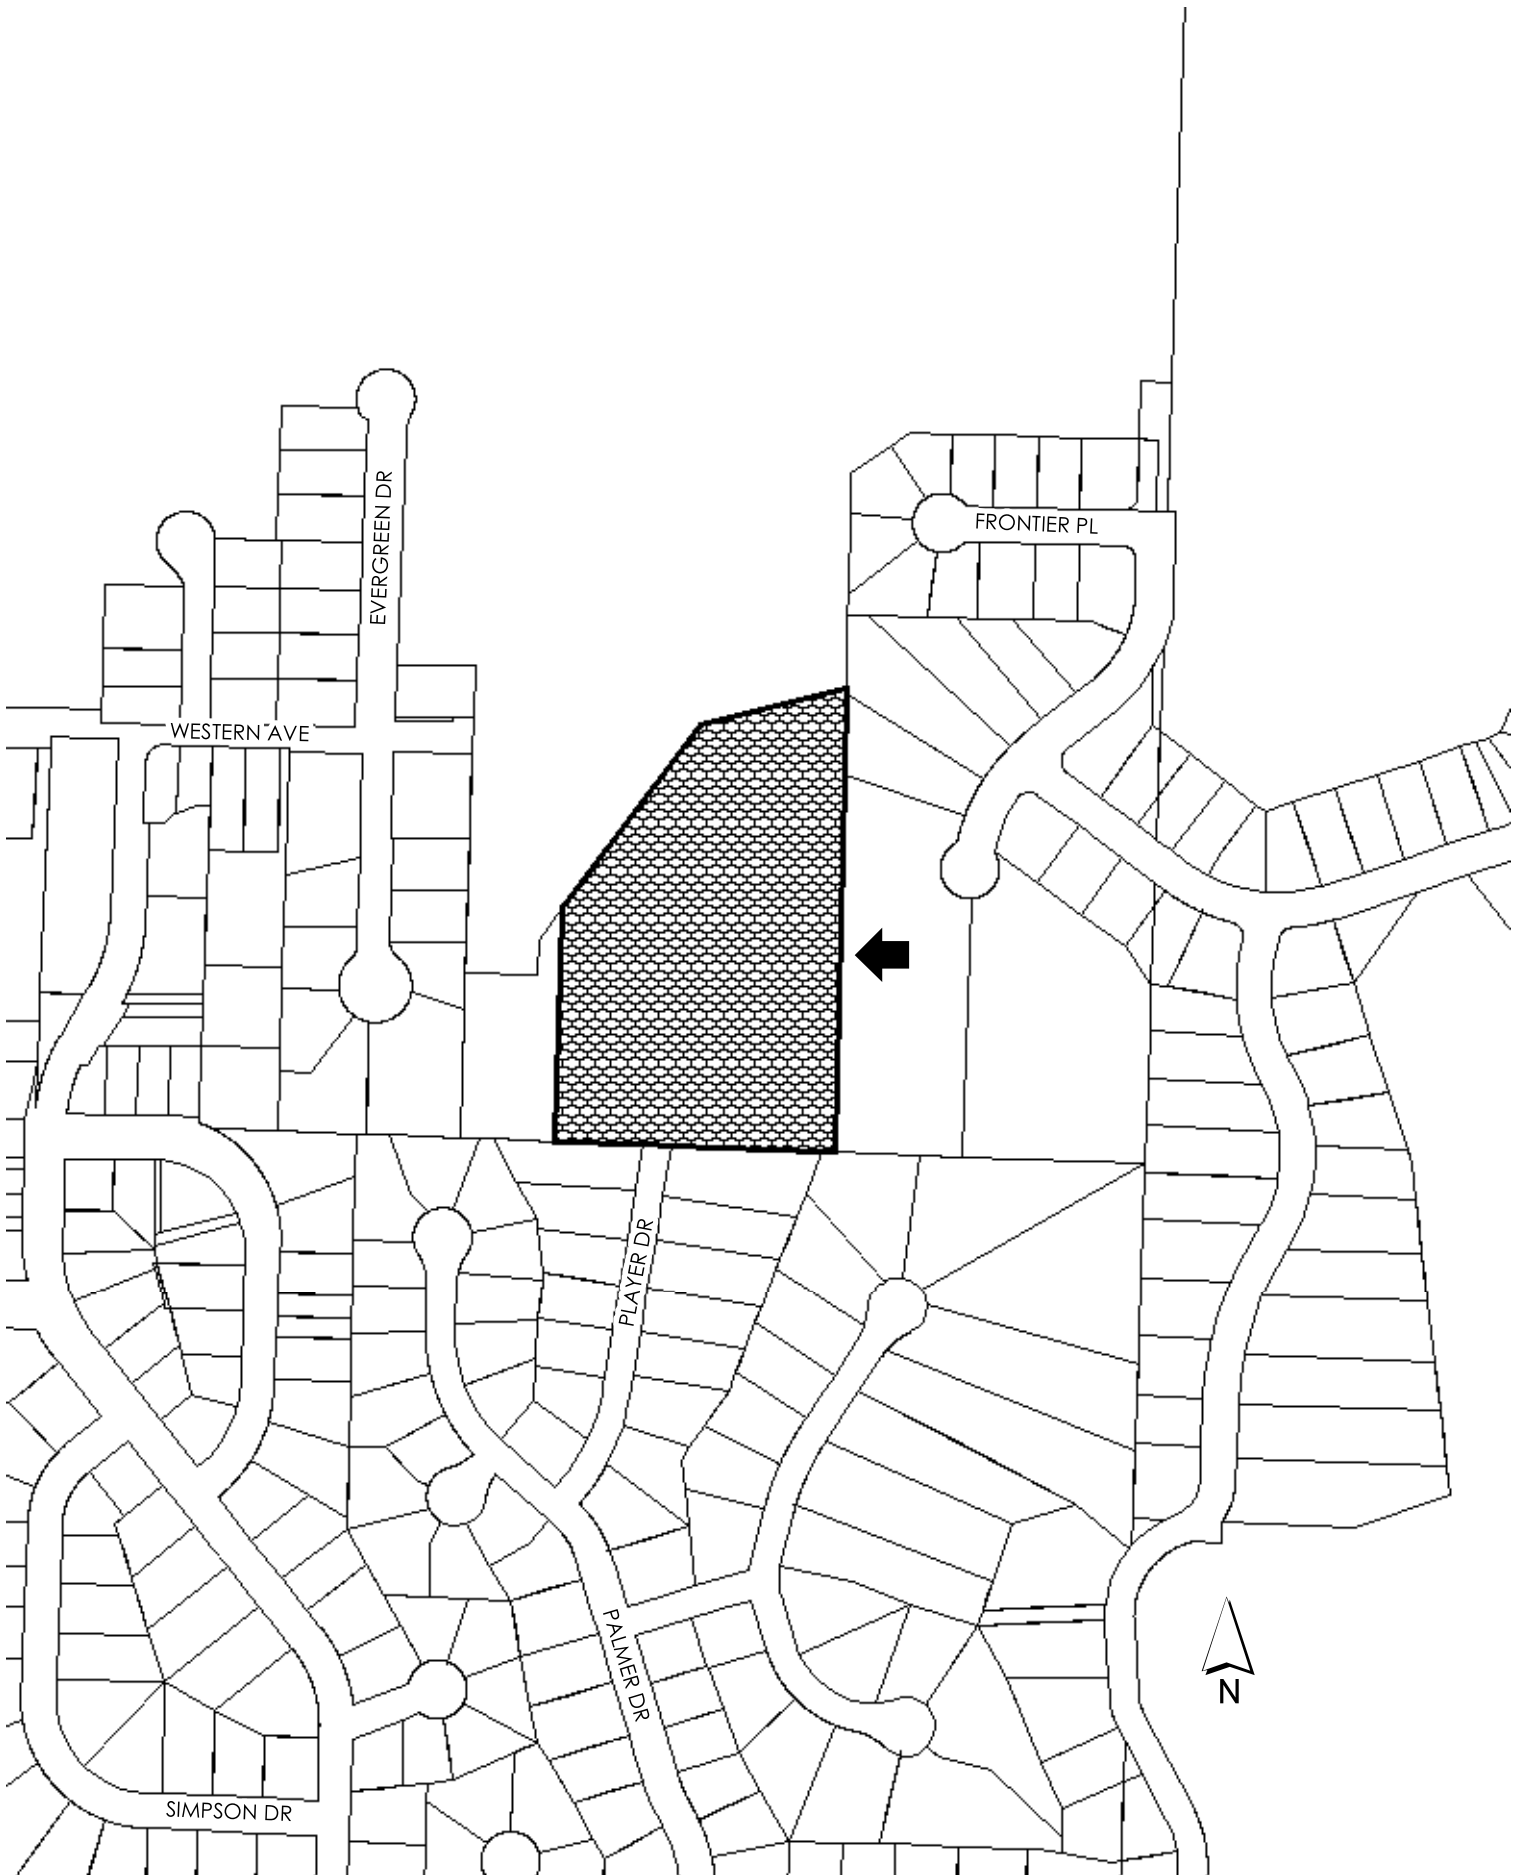 EVERGREEN DR
FRONTIER PL
WESTERN AVE
PLAYER DR
PALMER DR
N
SIMPSON DR